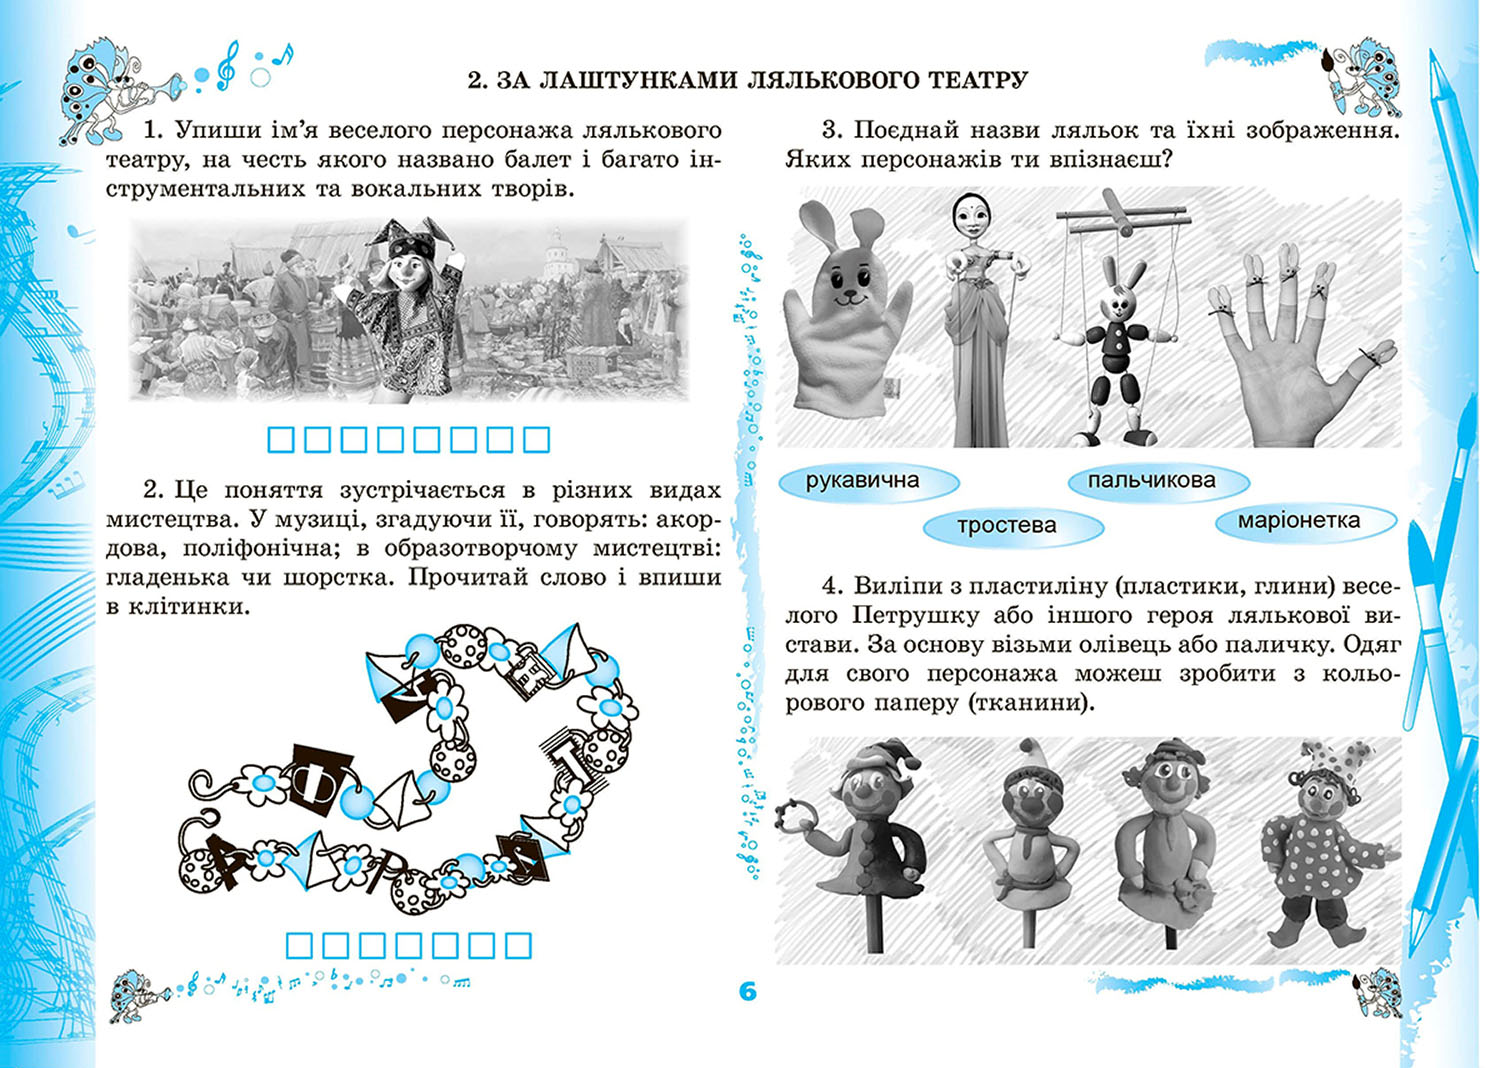 2. ЗА ЛАШТУНКАМИ ЛЯЛЬКОВОГО ТЕАТРУ
1. Упиши ім’я веселого персонажа лялькового
театру, на честь якого названо балет і багато ін-
струментальних та вокальних творів.
2. Це поняття зустрічається в різних видах
мистецтва. У музиці, згадуючи її, говорять: акор-
дова, поліфонічна; в образотворчому мистецтві:
гладенька чи шорстка. Прочитай слово і впиши
в клітинки.
Ф
Т
А
Р
3. Поєднай назви ляльок та їхні зображення.
Яких персонажів ти впізнаєш?
рукавична
пальчикова
тростева
маріонетка
4. Виліпи з пластиліну (пластики, глини) весе-
лого Петрушку або іншого героя лялькової ви-
стави. За основу візьми олівець або паличку. Одяг
для свого персонажа можеш зробити з кольо-
рового паперу (тканини).
6